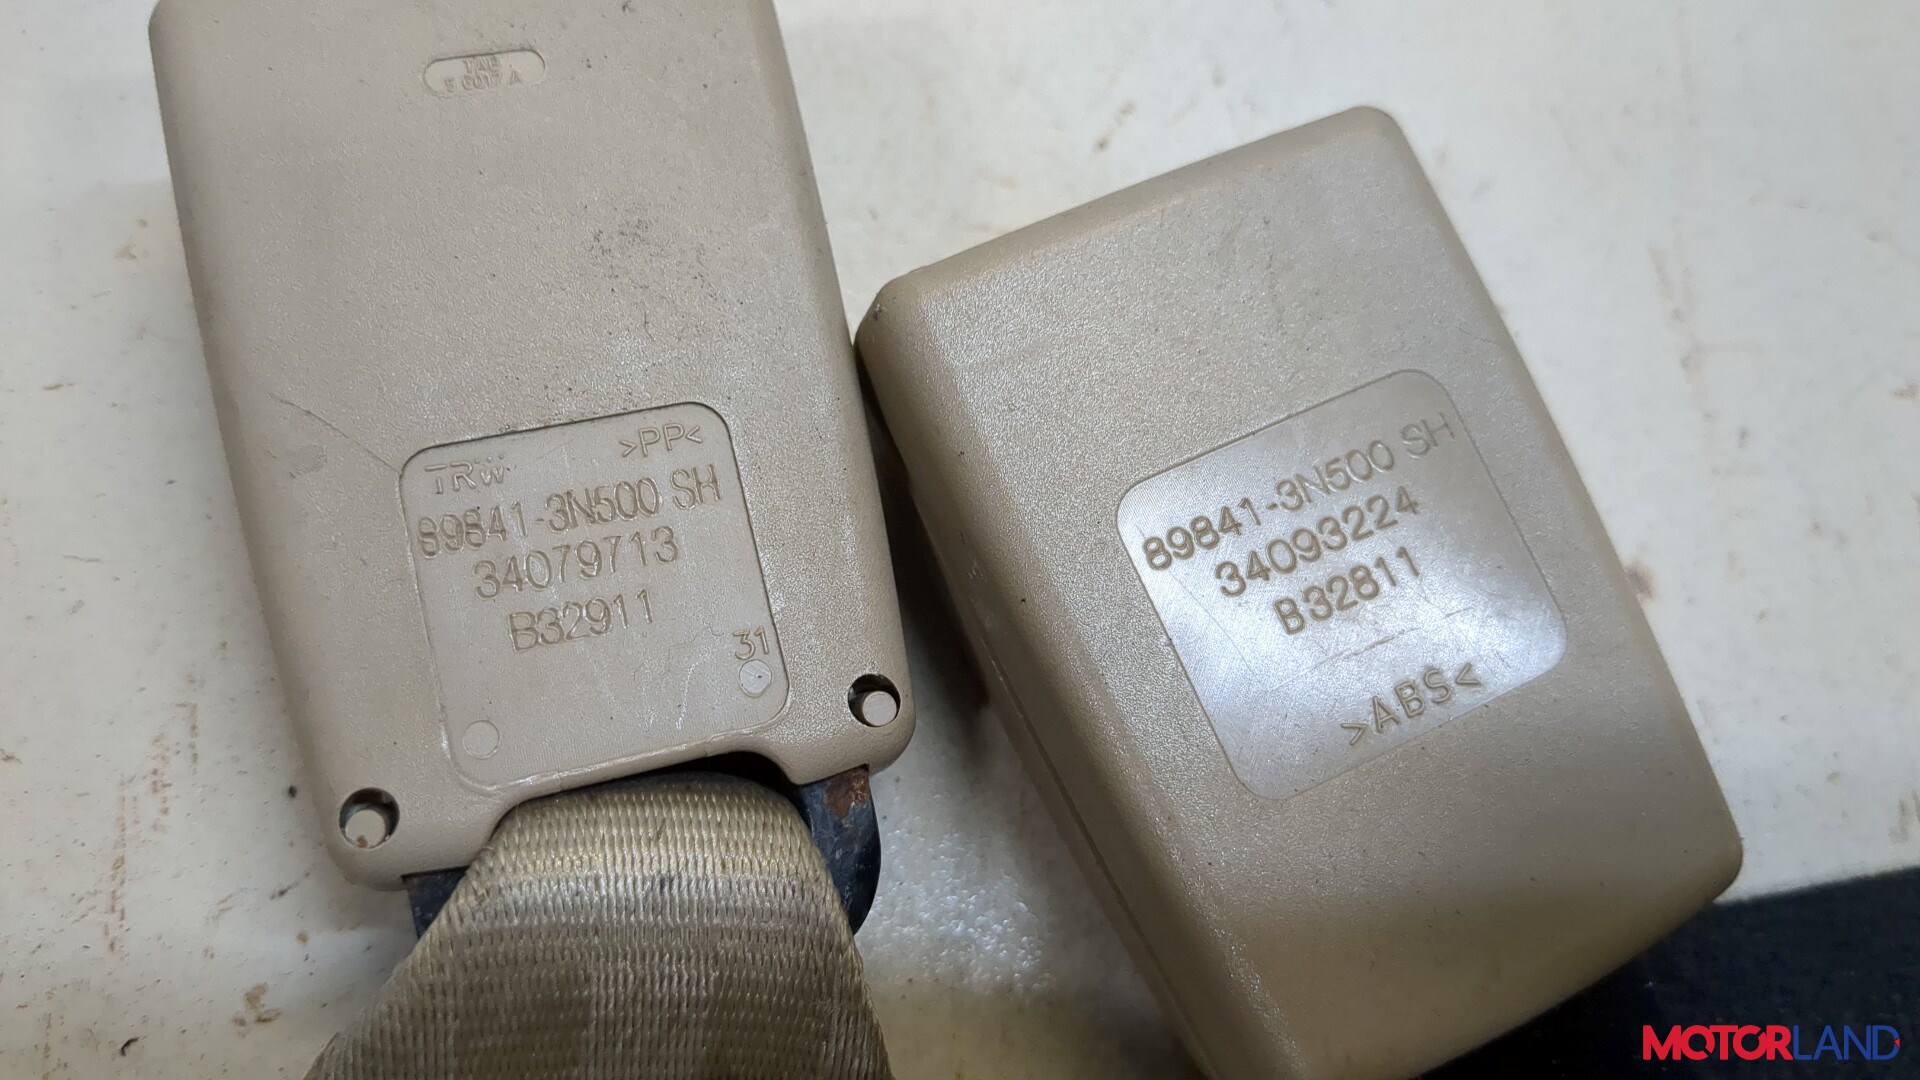 TRW >PP<
89841-3N500 SH
34079713
B32911
31
89841-3N500 SH
34093224
B32811
>ABS<
MOTORLAND